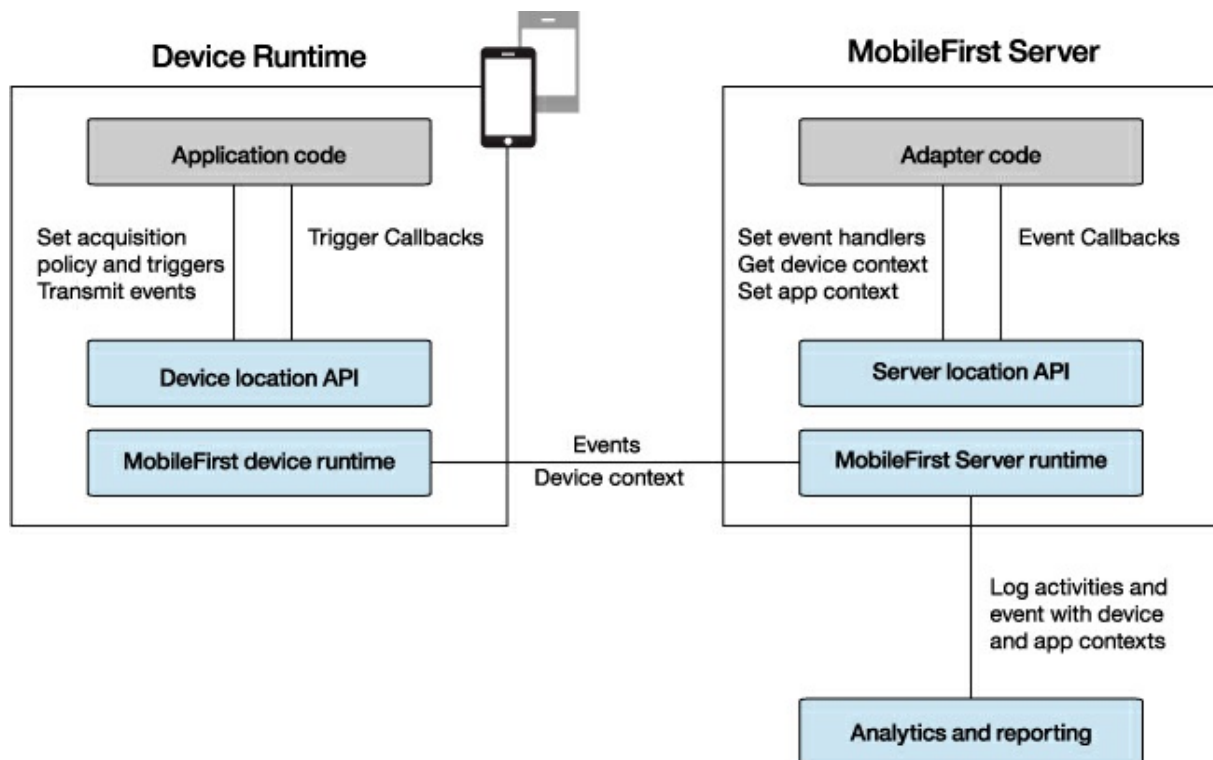 Device Runtime
Application code
Set acquisition
policy and triggers
Transmit events
Trigger Callbacks
Device location API
MobileFirst device runtime
Events
Device context
MobileFirst Server
Adapter code
Set event handlers
Get device context
Set app context
Event Callbacks
Server location API
MobileFirst Server runtime
Log activities and
event with device
and app contexts
Analytics and reporting